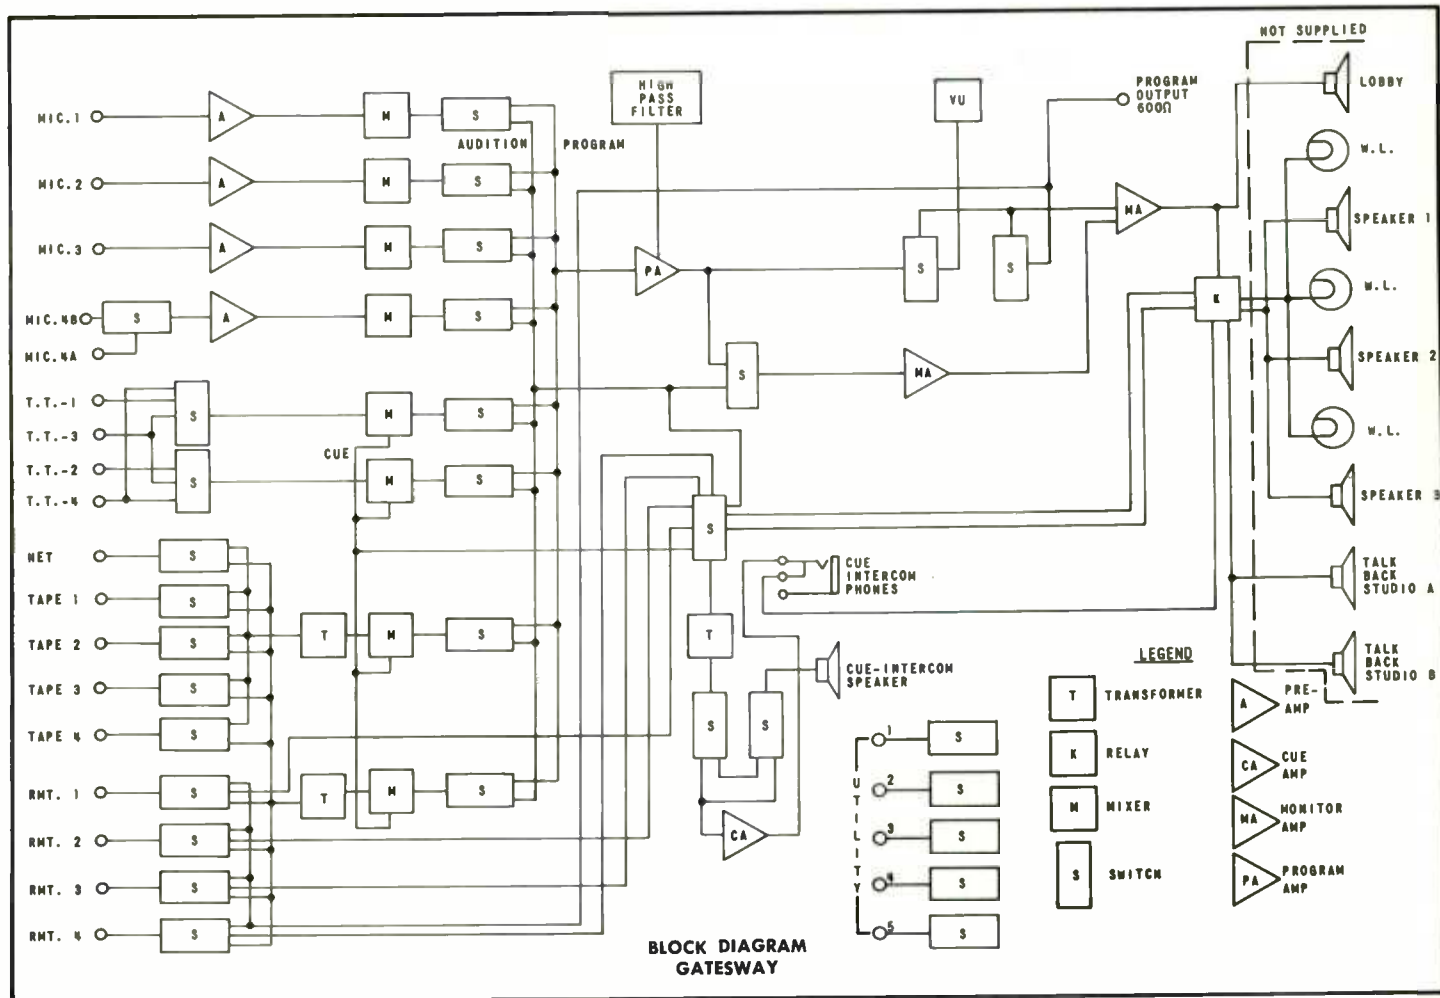 NOT SUPPLIED
MIC.1
A
M
S
AUDITION
PROGRAM
HIGH
PASS
FILTER
VU
PROGRAM
OUTPUT
600Ω
LOBBY
MIC.2
A
M
S
W.L.
MIC.3
A
M
S
PA
S
S
MA
SPEAKER 1
MIC.4B
S
A
M
S
K
W.L.
MIC.4A
S
MA
SPEAKER 2
T.T.-1
S
M
S
T.T.-3
W.L.
CUE
T.T.-2
S
M
S
T.T.-4
SPEAKER 3
S
NET
S
CUE
INTERCOM
PHONES
TALK
BACK
STUDIO A
TAPE 1
S
TAPE 2
S
T
M
S
T
TAPE 3
S
CUE-INTERCOM
SPEAKER
TALK
BACK
STUDIO B
TAPE 4
S
S
S
RMT. 1
S
T
M
S
RMT. 2
S
CA
RMT. 3
S
RMT. 4
S
UTILITY
1
S
2
S
3
S
4
S
5
S
LEGEND
T
TRANSFORMER
K
RELAY
M
MIXER
S
SWITCH
A
PRE-
AMP
CA
CUE
AMP
MA
MONITOR
AMP
PA
PROGRAM
AMP
BLOCK DIAGRAM
GATESWAY